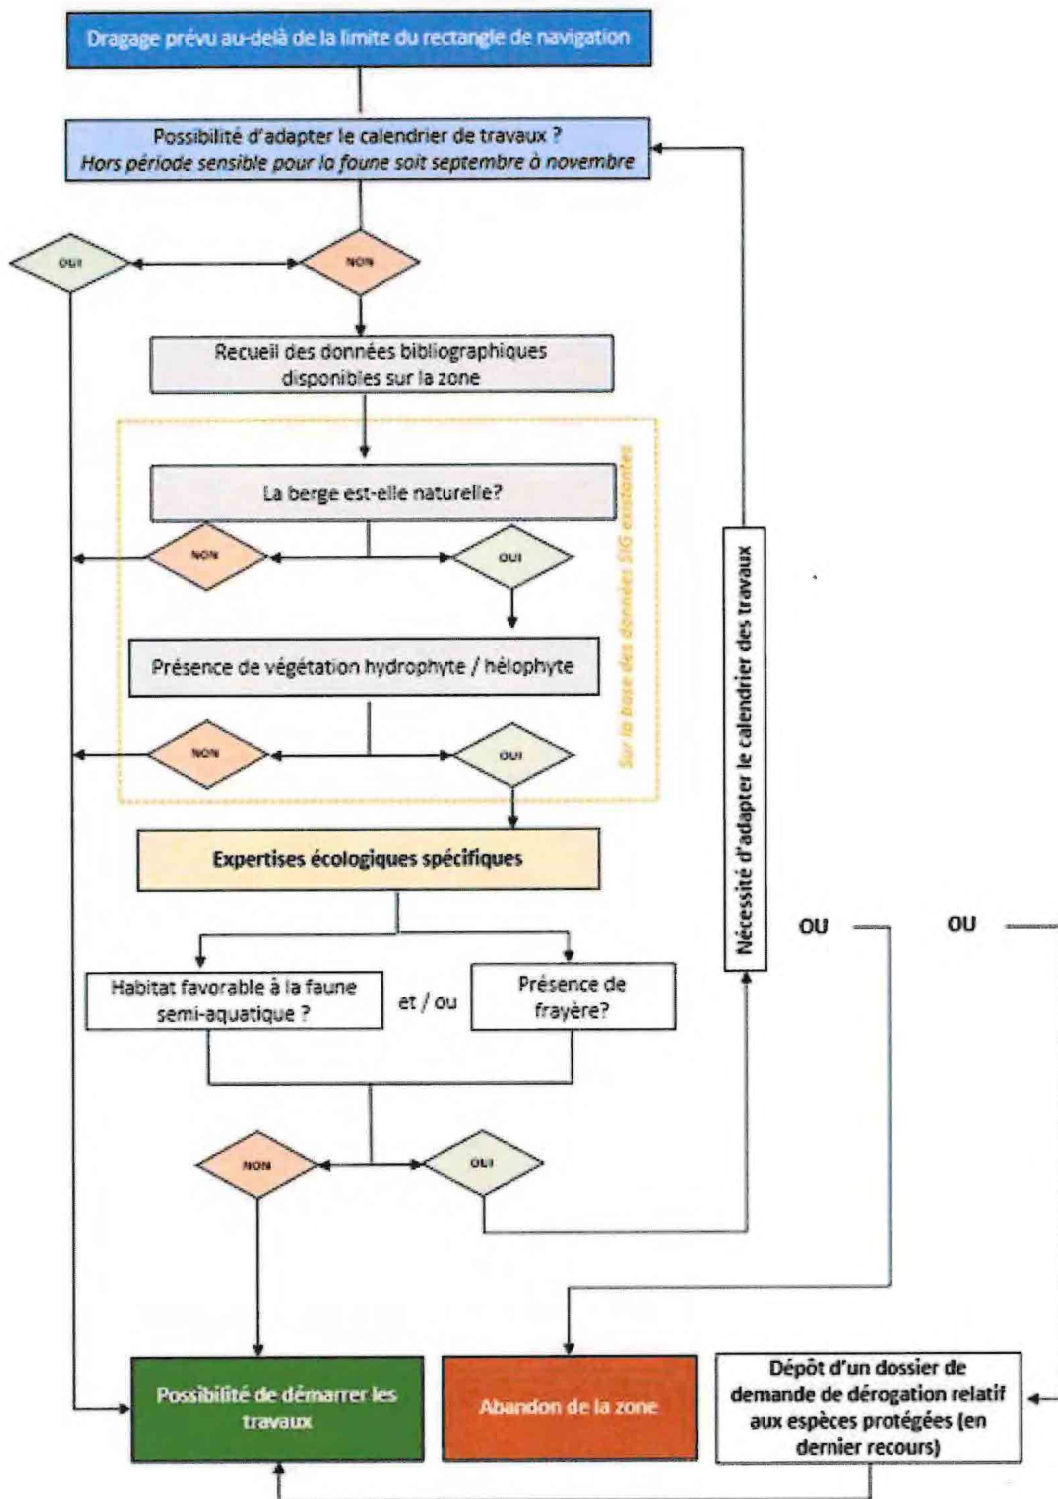 Dragage prévu au-delà de la limite du rectangle de navigation
Possibilité d'adapter le calendrier de travaux ?
Hors période sensible pour la faune soit septembre à novembre
OUI
NON
Recueil des données bibliographiques
disponibles sur la zone
La berge est-elle naturelle?
NON
OUI
Présence de végétation hydrophyte / hélophyte
NON
OUI
Sur la base des données SIG existantes
Expertises écologiques spécifiques
Habitat favorable à la faune
semi-aquatique ?
et / ou
Présence de
frayère?
NON
OUI
Nécessité d'adapter le calendrier des travaux
OU
OU
Possibilité de démarrer les
travaux
Abandon de la zone
Dépôt d'un dossier de
demande de dérogation relatif
aux espèces protégées (en
dernier recours)